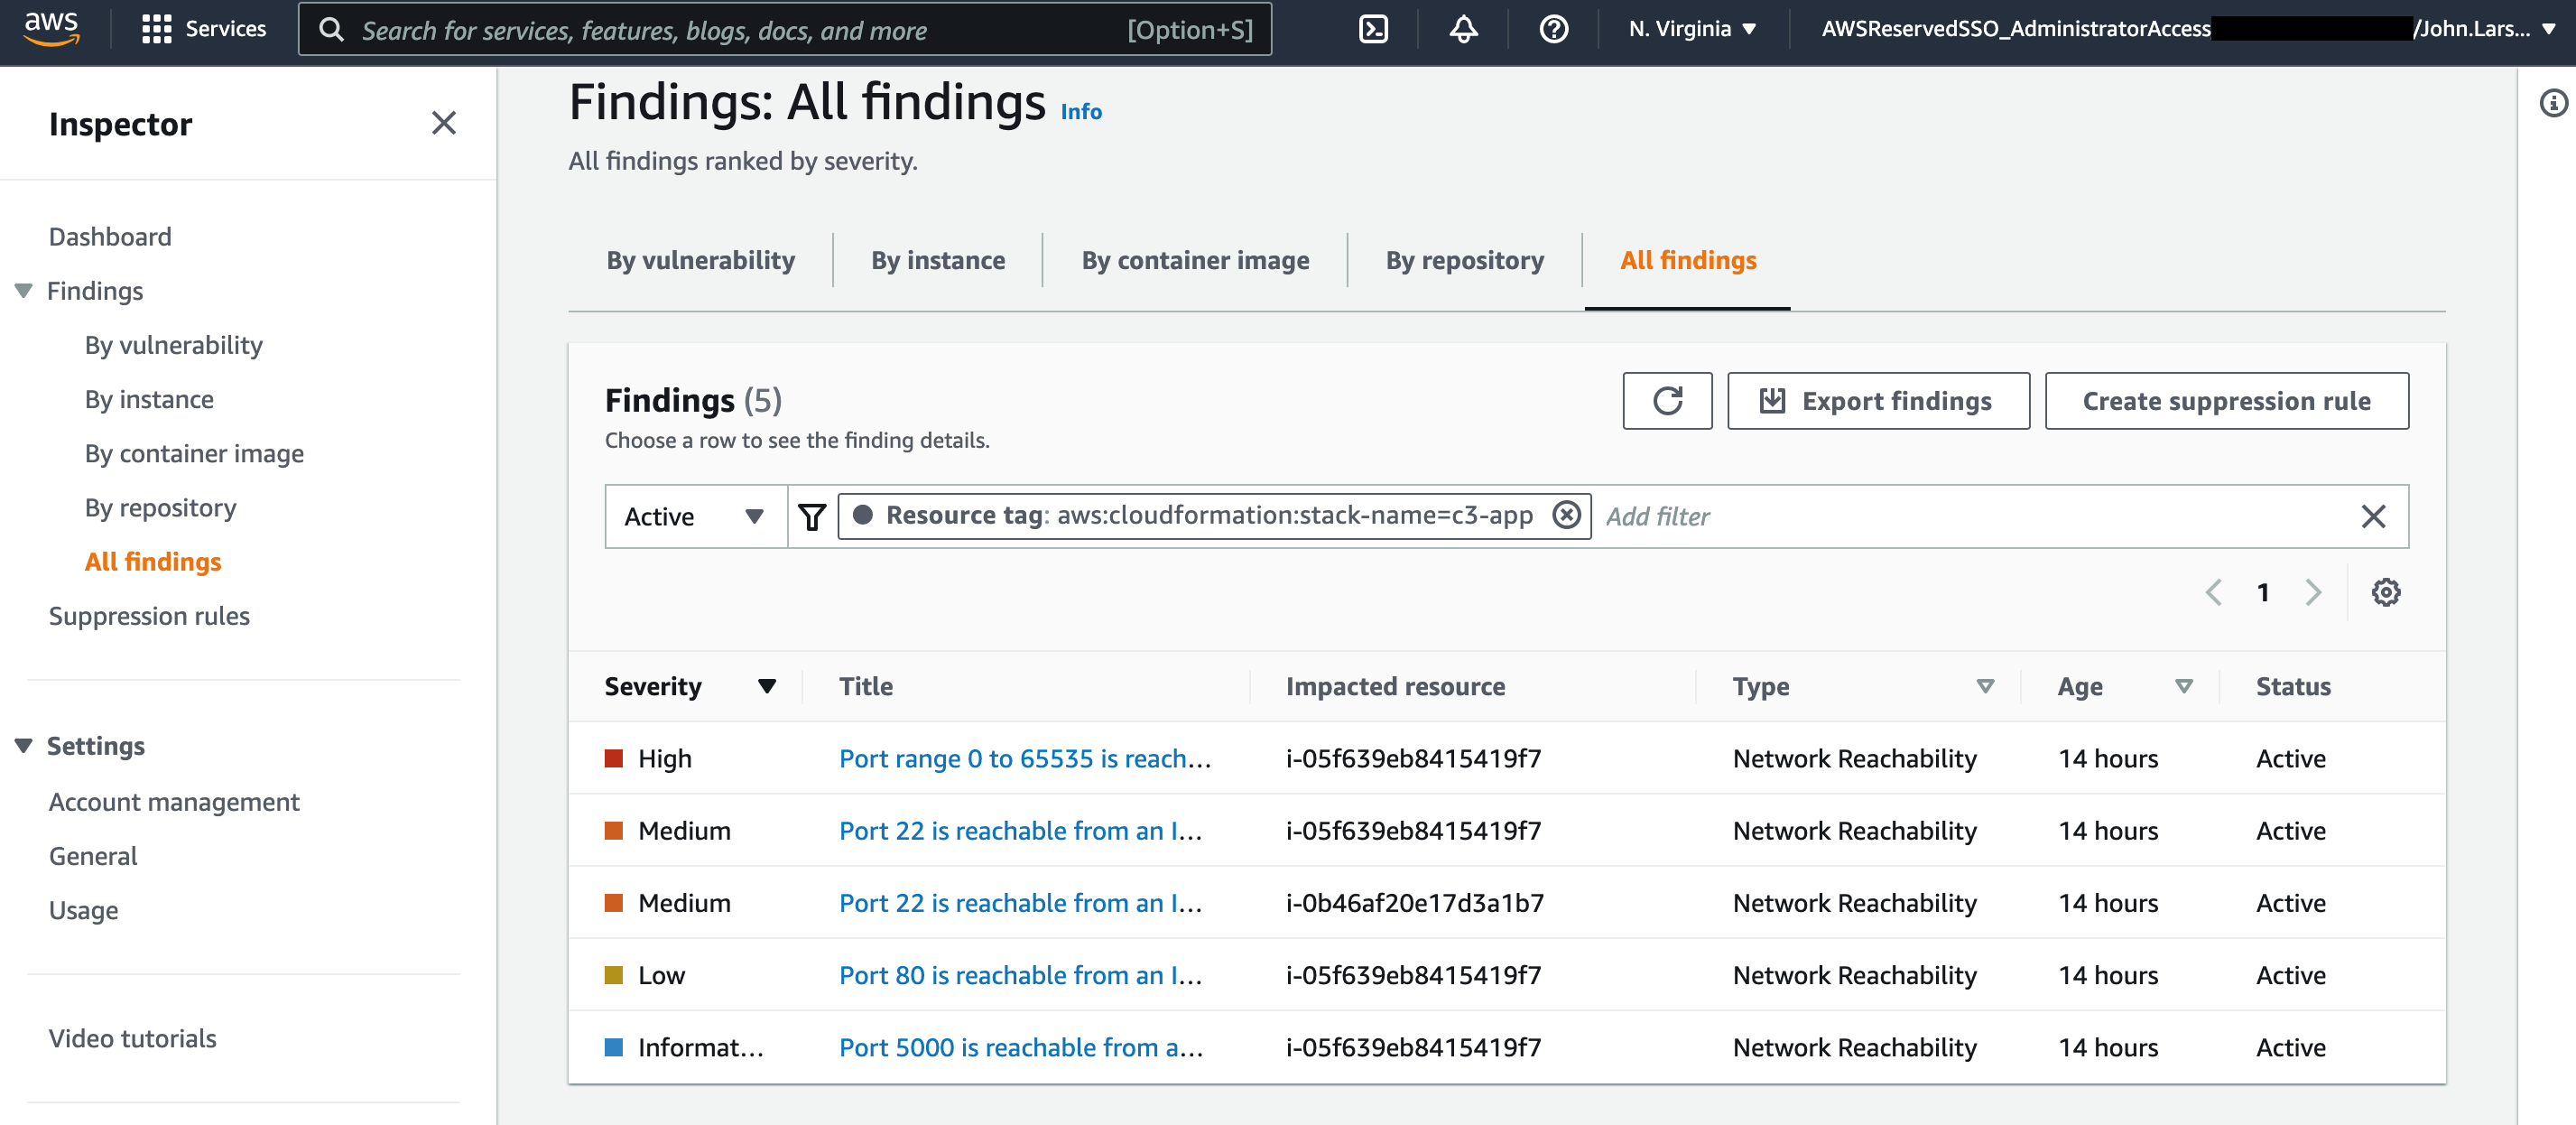 aws Services Search for services, features, blogs, docs, and more [Option+S] N. Virginia AWSReservedSSO_AdministratorAccess /John.Lars...
Inspector
Dashboard
Findings
By vulnerability
By instance
By container image
By repository
All findings
Suppression rules
Settings
Account management
General
Usage
Video tutorials
Findings: All findings Info
All findings ranked by severity.
By vulnerability By instance By container image By repository All findings
Findings (5) Export findings Create suppression rule
Choose a row to see the finding details.
Active Resource tag: aws:cloudformation:stack-name=c3-app Add filter
1
Severity Title Impacted resource Type Age Status
High Port range 0 to 65535 is reach... i-05f639eb8415419f7 Network Reachability 14 hours Active
Medium Port 22 is reachable from an I... i-05f639eb8415419f7 Network Reachability 14 hours Active
Medium Port 22 is reachable from an I... i-0b46af20e17d3a1b7 Network Reachability 14 hours Active
Low Port 80 is reachable from an I... i-05f639eb8415419f7 Network Reachability 14 hours Active
Informat... Port 5000 is reachable from a... i-05f639eb8415419f7 Network Reachability 14 hours Active